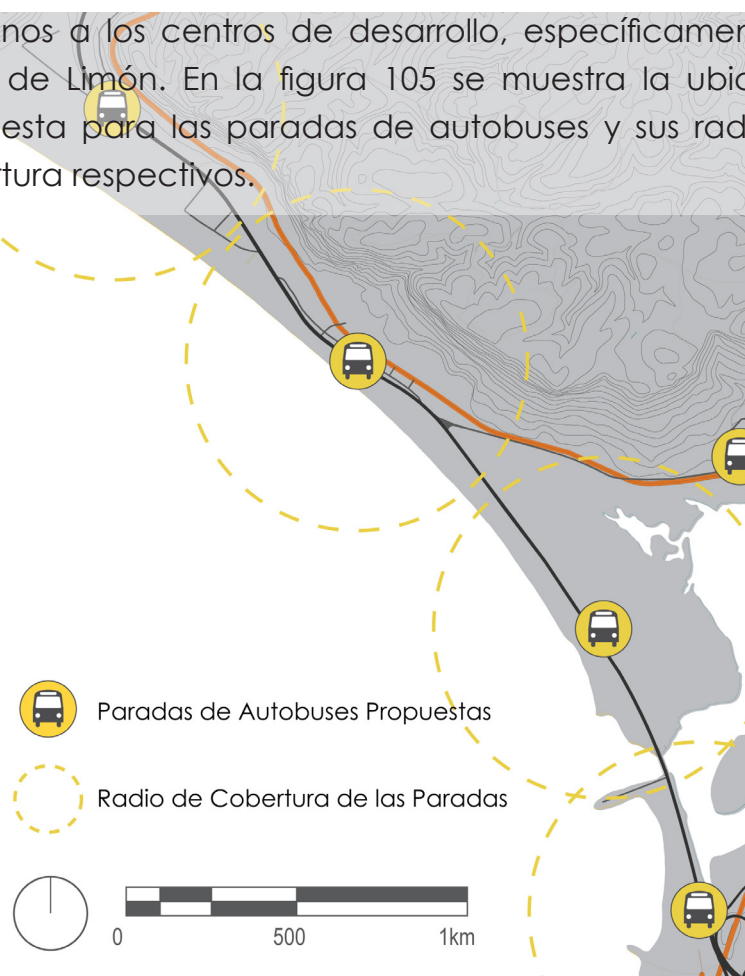 nos a los centros de desarrollo, específicamen
de Limón. En la figura 105 se muestra la ubic
esta para las paradas de autobuses y sus rad
rtura respectivos.
Paradas de Autobuses Propuestas
Radio de Cobertura de las Paradas
0 500 1km